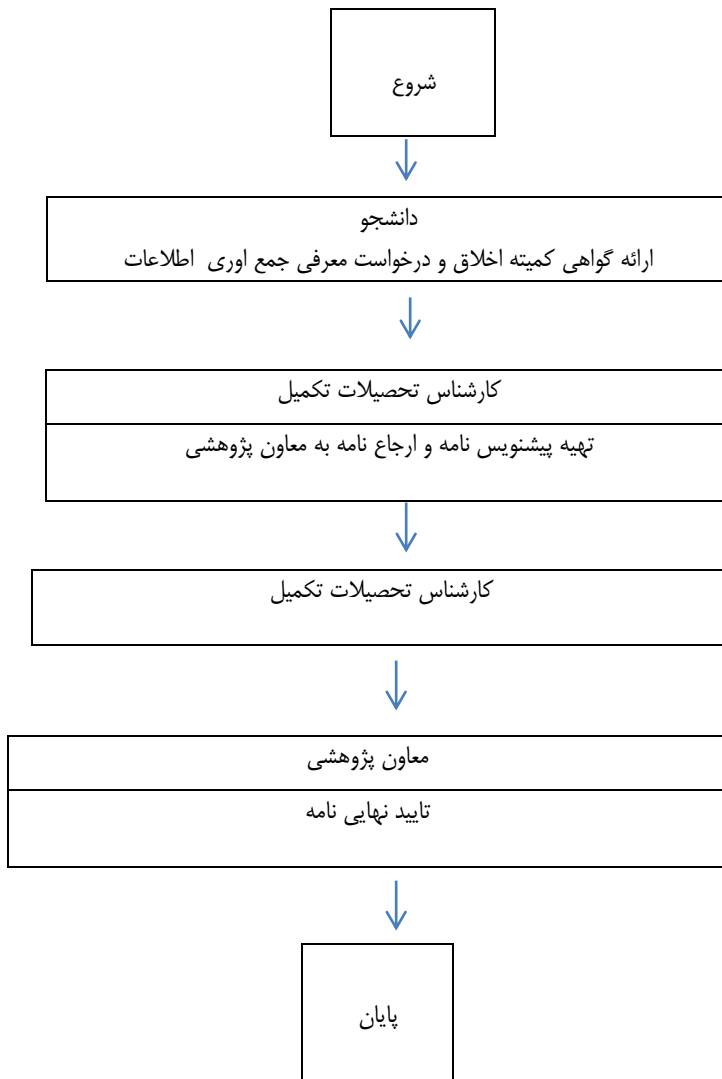 شروع
دانشجو
ارائه گواهی کمیته اخلاق و درخواست معرفی جمع اوری اطلاعات
کارشناس تحصیلات تکمیل
تهیه پیشنویس نامه و ارجاع نامه به معاون پژوهشی
کارشناس تحصیلات تکمیل
معاون پژوهشی
تایید نهایی نامه
پایان